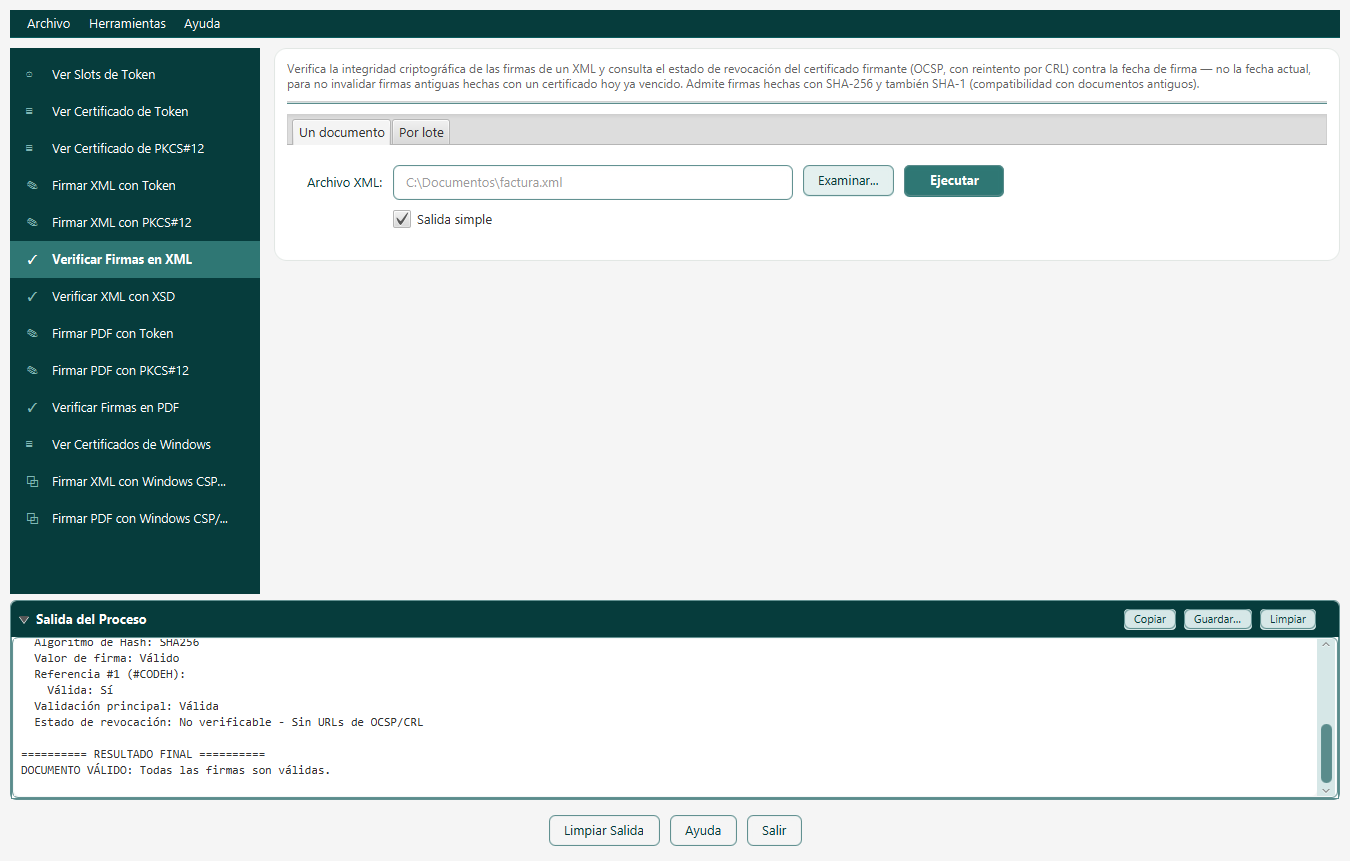 Archivo Herramientas Ayuda
Ver Slots de Token
Ver Certificado de Token
Ver Certificado de PKCS#12
Firmar XML con Token
Firmar XML con PKCS#12
Verificar Firmas en XML
Verificar XML con XSD
Firmar PDF con Token
Firmar PDF con PKCS#12
Verificar Firmas en PDF
Ver Certificados de Windows
Firmar XML con Windows CSP...
Firmar PDF con Windows CSP/...
Verifica la integridad criptográfica de las firmas de un XML y consulta el estado de revocación del certificado firmante (OCSP, con reintento por CRL) contra la fecha de firma — no la fecha actual,
para no invalidar firmas antiguas hechas con un certificado hoy ya vencido. Admite firmas hechas con SHA-256 y también SHA-1 (compatibilidad con documentos antiguos).
Un documento Por lote
Archivo XML: C:\Documentos\factura.xml Examinar... Ejecutar
Salida simple
Salida del Proceso Copiar Guardar... Limpiar
Algoritmo de Hash: SHA256
Valor de firma: Válido
Referencia #1 (#CODEH):
Válida: Sí
Validación principal: Válida
Estado de revocación: No verificable - Sin URLs de OCSP/CRL
========== RESULTADO FINAL ==========
DOCUMENTO VÁLIDO: Todas las firmas son válidas.
Limpiar Salida Ayuda Salir